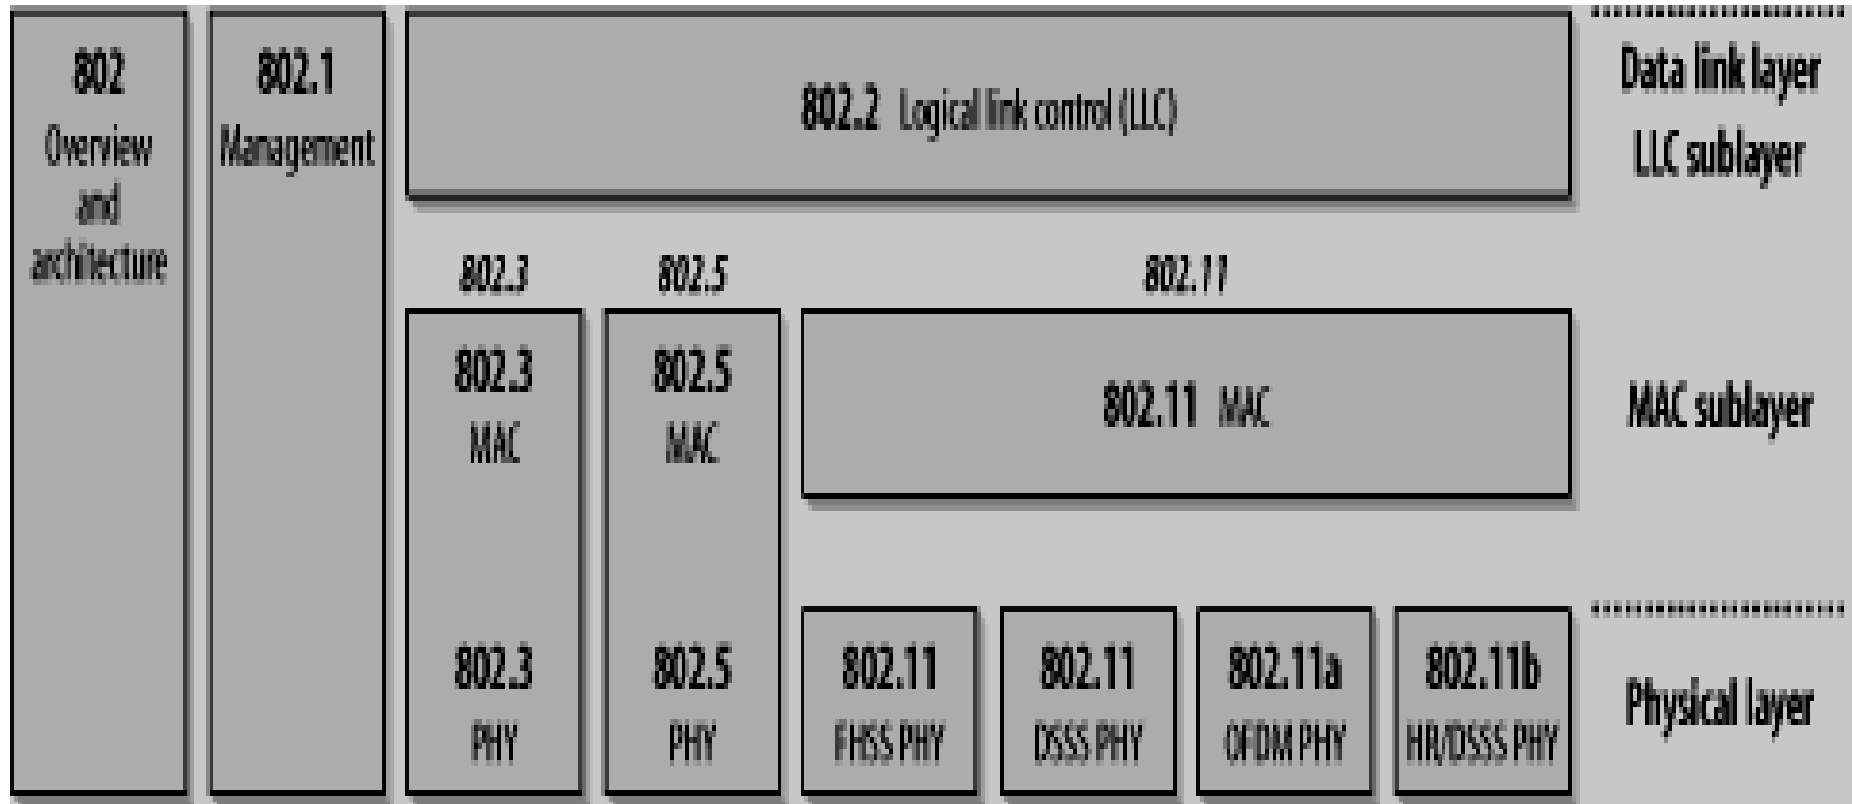 802
Overview
and
architecture
802.1
Management
802.2 Logical link control (LLC)
Data link layer
LLC sublayer
802.3
802.5
802.11
802.3
MAC
802.5
MAC
802.11 MAC
MAC sublayer
802.3
PHY
802.5
PHY
802.11
FHSS PHY
802.11
DSSS PHY
802.11a
OFDM PHY
802.11b
HR/DSSS PHY
Physical layer